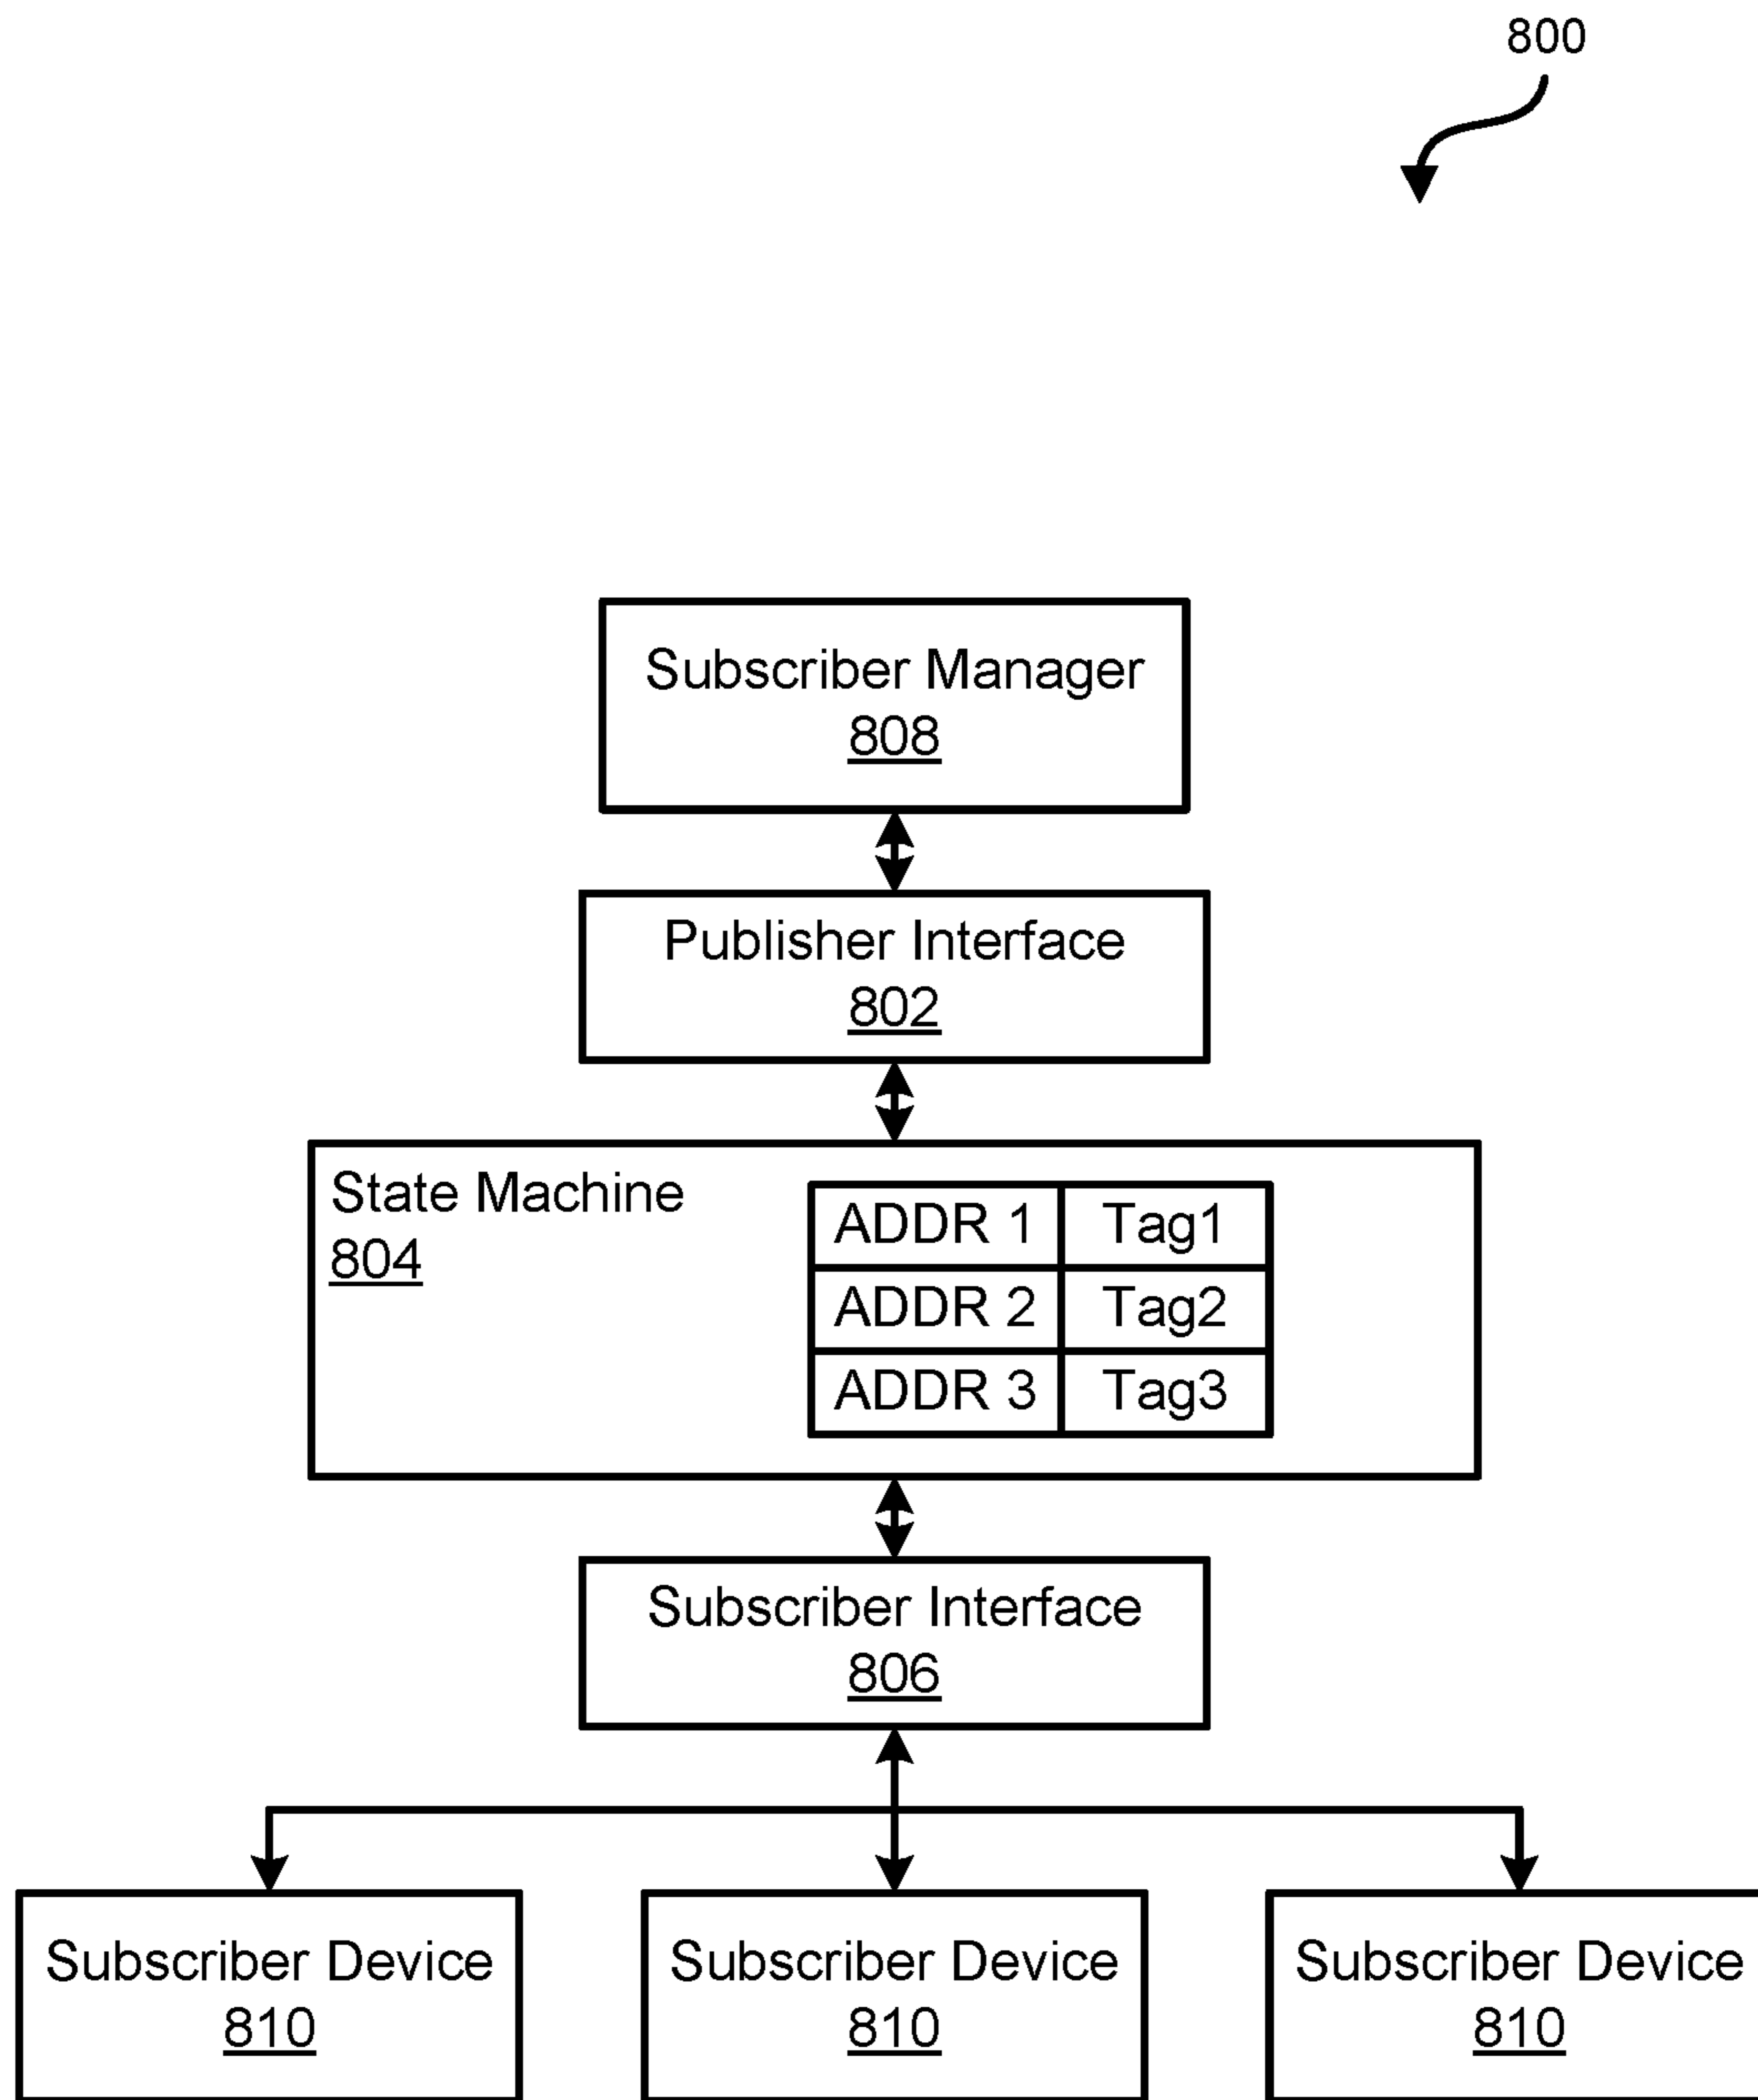 800
Subscriber Manager
808
Publisher Interface
802
State Machine
804
ADDR 1 Tag1
ADDR 2 Tag2
ADDR 3 Tag3
Subscriber Interface
806
Subscriber Device
810
Subscriber Device
810
Subscriber Device
810